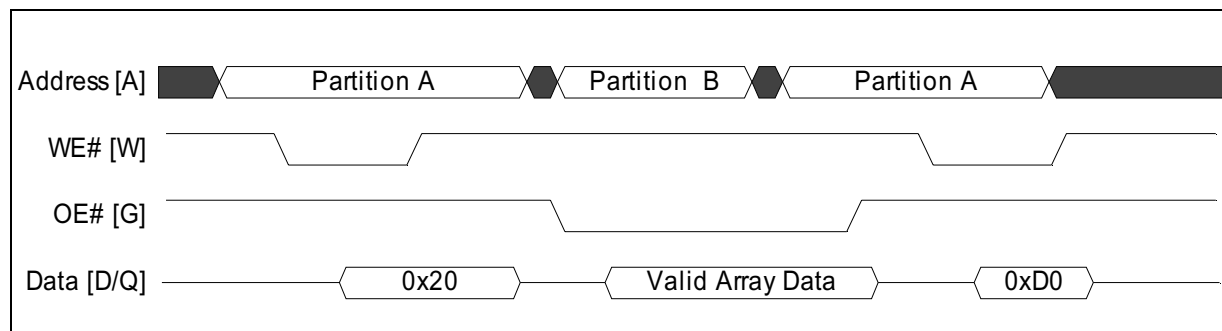 Address [A] Partition A Partition B Partition A
WE# [W]
OE# [G]
Data [D/Q] 0x20 Valid Array Data 0xD0